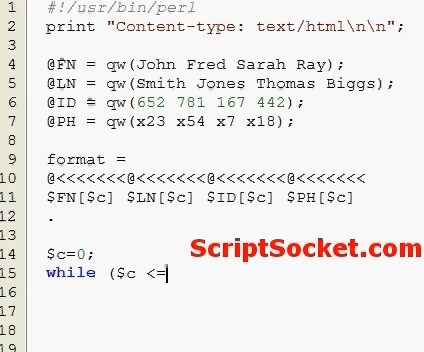 1 #!/usr/bin/perl
2 print "Content-type: text/html\n\n";
3
4 @FN = qw(John Fred Sarah Ray);
5 @LN = qw(Smith Jones Thomas Biggs);
6 @ID = qw(652 781 167 442);
7 @PH = qw(x23 x54 x7 x18);
8
9 format =
10 @<<<<<<<@<<<<<<<@<<<<<<<@<<<<<<<
11 $FN[$c] $LN[$c] $ID[$c] $PH[$c]
12 .
13
14 $c=0;
ScriptSocket.com
15 while ($c <=
16
17
18
19